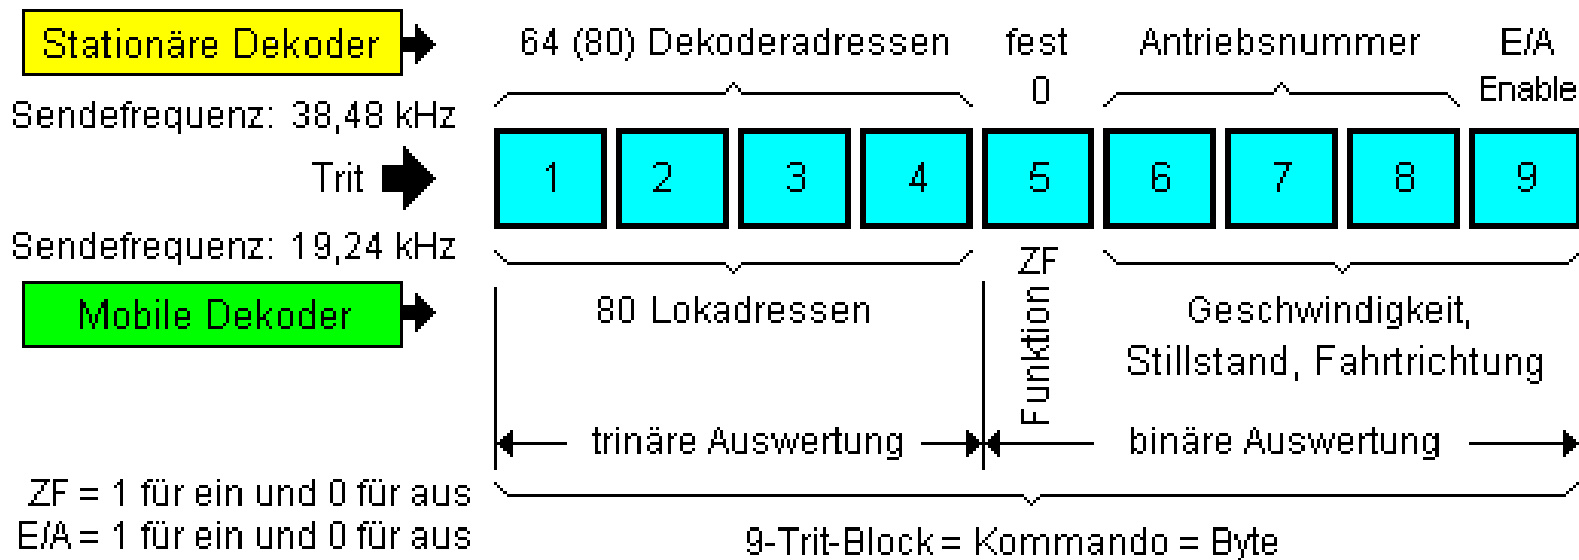 Stationäre Dekoder
64 (80) Dekoderadressen
fest
0
Antriebsnummer
E/A
Enable
Sendefrequenz: 38,48 kHz
Trit
1 2 3 4 5 6 7 8 9
Sendefrequenz: 19,24 kHz
Mobile Dekoder
80 Lokadressen
Funktion ZF
Geschwindigkeit,
Stillstand, Fahrtrichtung
trinäre Auswertung
binäre Auswertung
ZF = 1 für ein und 0 für aus
E/A = 1 für ein und 0 für aus
9-Trit-Block = Kommando = Byte